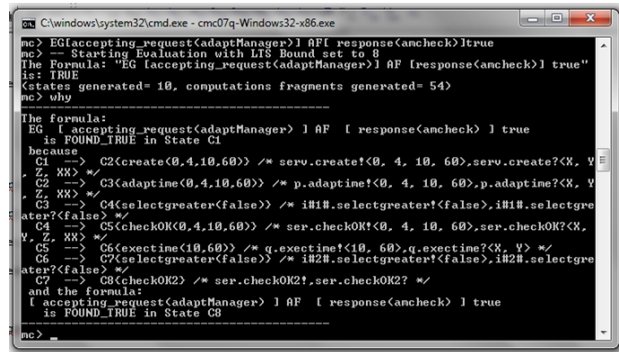 C:\windows\system32\cmd.exe - cmc07q-Windows32-x86.exe
mc> EG[accepting_request(adaptManager)] AF[ response(amcheck)]true
mc> -- Starting Evaluation with LTS Bound set to 8
The Formula: "EG [accepting_request(adaptManager)] AF [response(amcheck)] true"
is: TRUE
(states generated= 10, computations fragments generated= 54)
mc> why
----------------------------------------------
The formula:
EG [ accepting_request(adaptManager) ] AF [ response(amcheck) ] true
is FOUND_TRUE in State C1
because
C1 --> C2{create(0,4,10,60)} /* serv.create!<0, 4, 10, 60>,serv.create?<X, Y
, Z, XX> */
C2 --> C3{adaptime(0,4,10,60)} /* p.adaptime!<0, 4, 10, 60>,p.adaptime?<X, Y
, Z, XX> */
C3 --> C4{selectgreater(false)} /* i#1#.selectgreater!<false>,i#1#.selectgre
ater?(false> */
C4 --> C5{checkOK(0,4,10,60)} /* ser.checkOK!<0, 4, 10, 60>,ser.checkOK?<X,
Y, Z, XX> */
C5 --> C6{exectime(10,60)} /* q.exectime!<10, 60>,q.exectime?<X, Y> */
C6 --> C7{selectgreater(false)} /* i#2#.selectgreater!<false>,i#2#.selectgre
ater?(false> */
C7 --> C8{checkOK2} /* ser.checkOK2!,ser.checkOK2? */
and the formula:
[ accepting_request(adaptManager) ] AF [ response(amcheck) ] true
is FOUND_TRUE in State C8
----------------------------------------------
mc> _